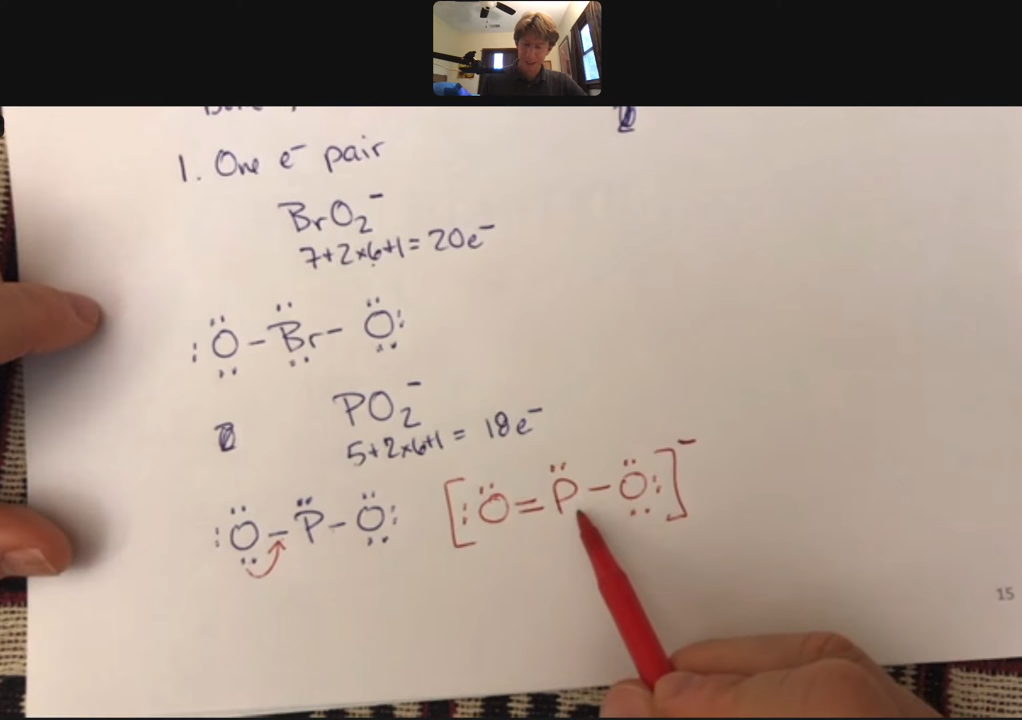 1. One e⁻ pair
BrO₂⁻
7+2×6+1=20e⁻
:Ö-B̈r-Ö:
PO₂⁻
5+2×6+1 = 18e⁻
:Ö-P̈-Ö: [:Ö=P̈-Ö:]⁻
15